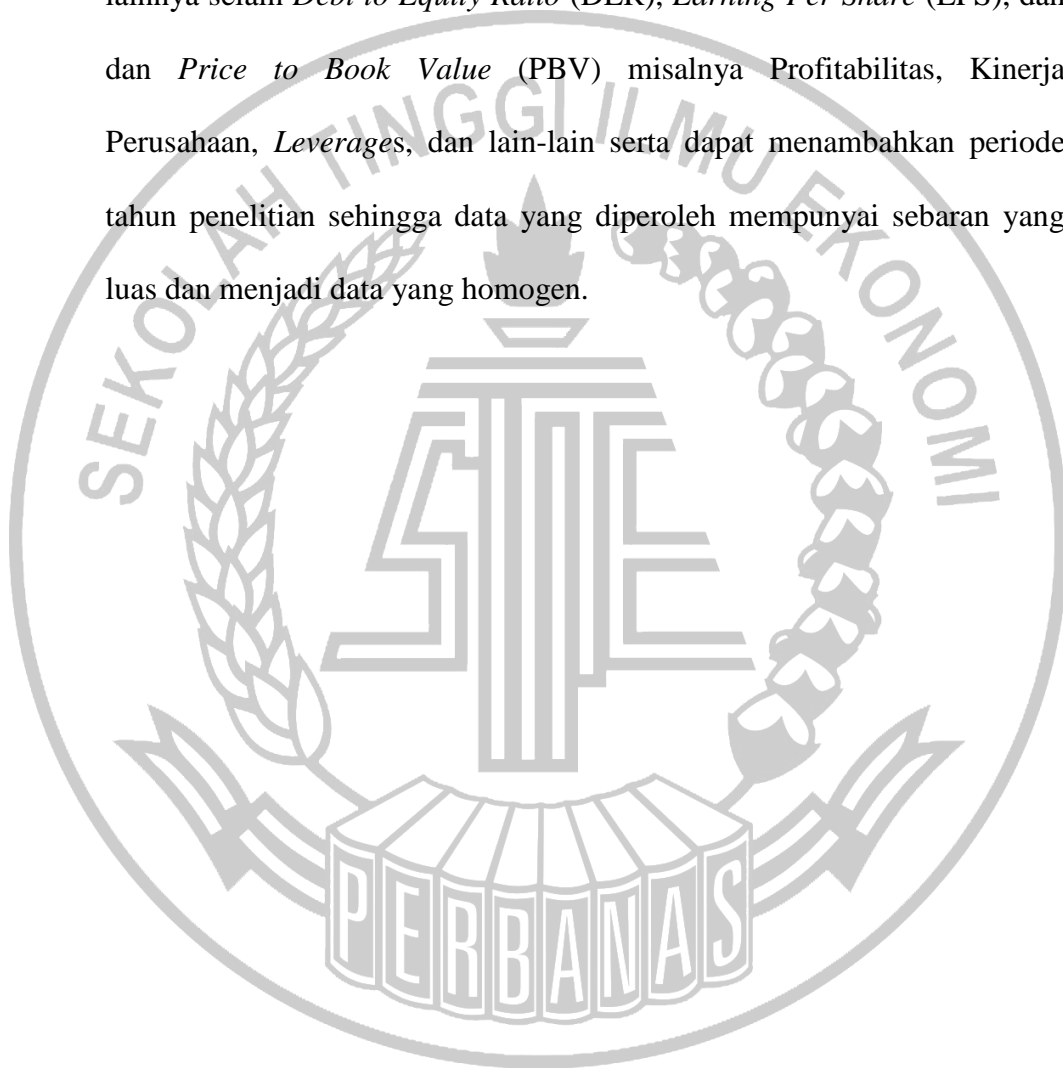 lainnya selain Debt to Equity Ratio (DER), Earning Per Share (EPS), dan
dan Price to Book Value (PBV) misalnya Profitabilitas, Kinerja
Perusahaan, Leverages, dan lain-lain serta dapat menambahkan periode
tahun penelitian sehingga data yang diperoleh mempunyai sebaran yang
luas dan menjadi data yang homogen.
SEKOLAH TINGGI ILMU EKONOMI
STIE
PERBANAS